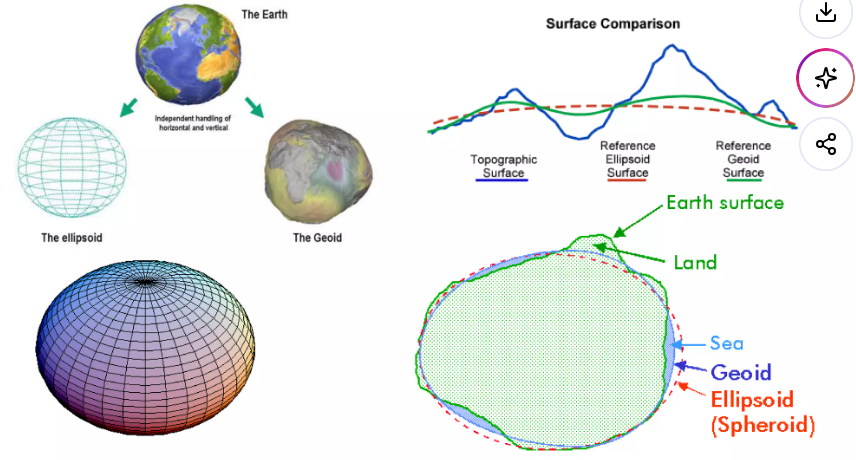 The Earth
Independent handling of
horizontal and vertical
The ellipsoid
The Geoid
Surface Comparison
Topographic
Surface
Reference
Ellipsoid
Surface
Reference
Geoid
Surface
Earth surface
Land
Sea
Geoid
Ellipsoid
(Spheroid)